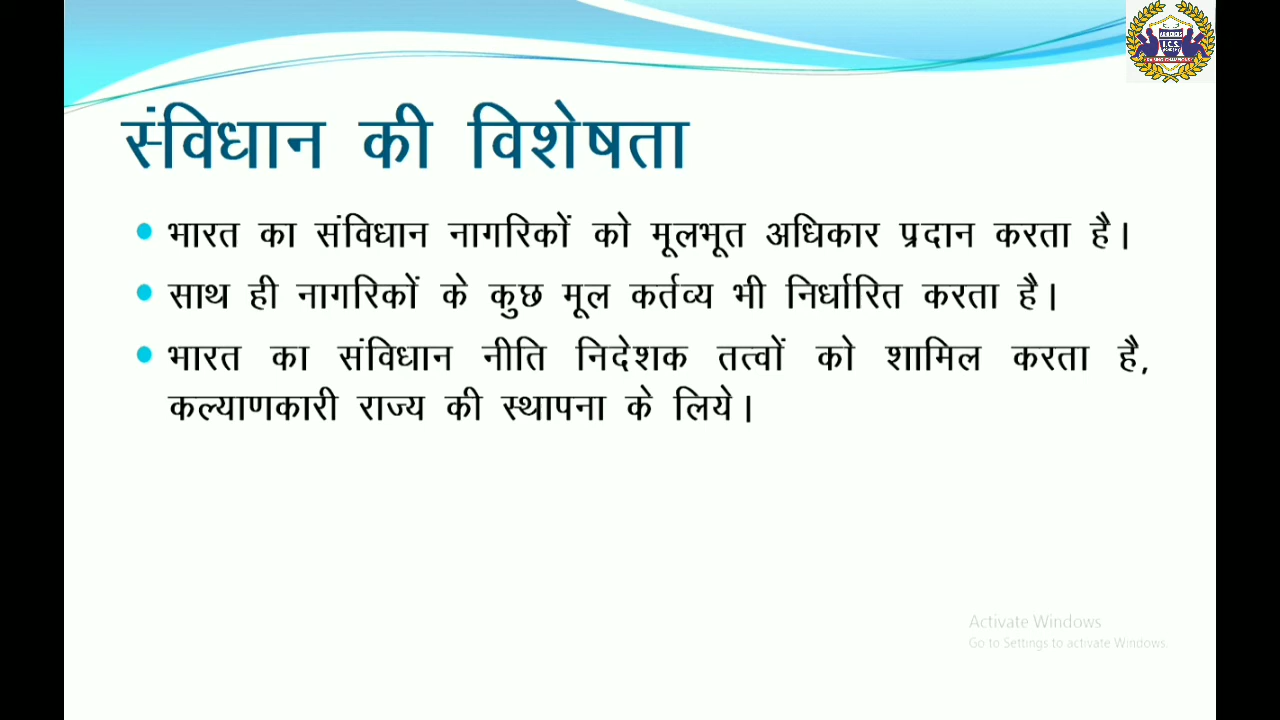 संविधान की विशेषता
भारत का संविधान नागरिकों को मूलभूत अधिकार प्रदान करता है।
साथ ही नागरिकों के कुछ मूल कर्तव्य भी निर्धारित करता है।
भारत का संविधान नीति निदेशक तत्वों को शामिल करता है,
कल्याणकारी राज्य की स्थापना के लिये।
Activate Windows
Go to Settings to activate Windows.